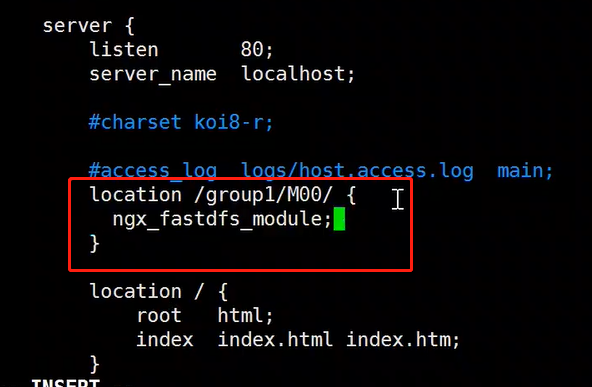 server {
listen 80;
server_name localhost;
#charset koi8-r;
#access_log logs/host.access.log main;
location /group1/M00/ {
ngx_fastdfs_module;
}
location / {
root html;
index index.html index.htm;
}
INSERT